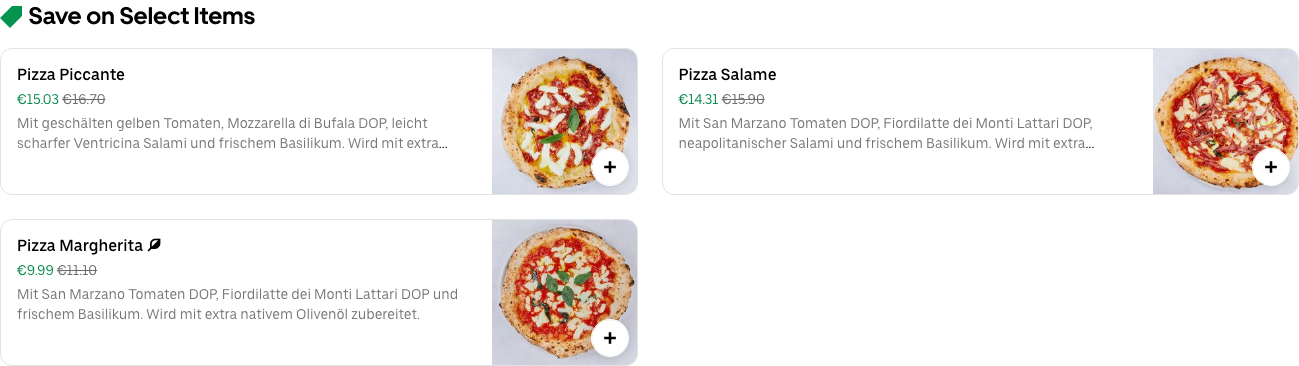 Save on Select Items
Pizza Piccante
€15.03 €16.70
Mit geschälten gelben Tomaten, Mozzarella di Bufala DOP, leicht
scharfer Ventricina Salami und frischem Basilikum. Wird mit extra...
Pizza Salame
€14.31 €15.90
Mit San Marzano Tomaten DOP, Fiordilatte dei Monti Lattari DOP,
neapolitanischer Salami und frischem Basilikum. Wird mit extra...
Pizza Margherita
€9.99 €11.10
Mit San Marzano Tomaten DOP, Fiordilatte dei Monti Lattari DOP und
frischem Basilikum. Wird mit extra nativem Olivenöl zubereitet.